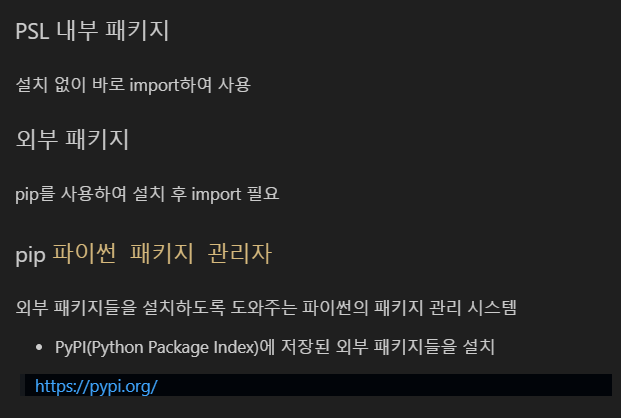 PSL 내부 패키지
설치 없이 바로 import하여 사용
외부 패키지
pip를 사용하여 설치 후 import 필요
pip 파이썬 패키지 관리자
외부 패키지들을 설치하도록 도와주는 파이썬의 패키지 관리 시스템
• PyPI(Python Package Index)에 저장된 외부 패키지들을 설치
https://pypi.org/